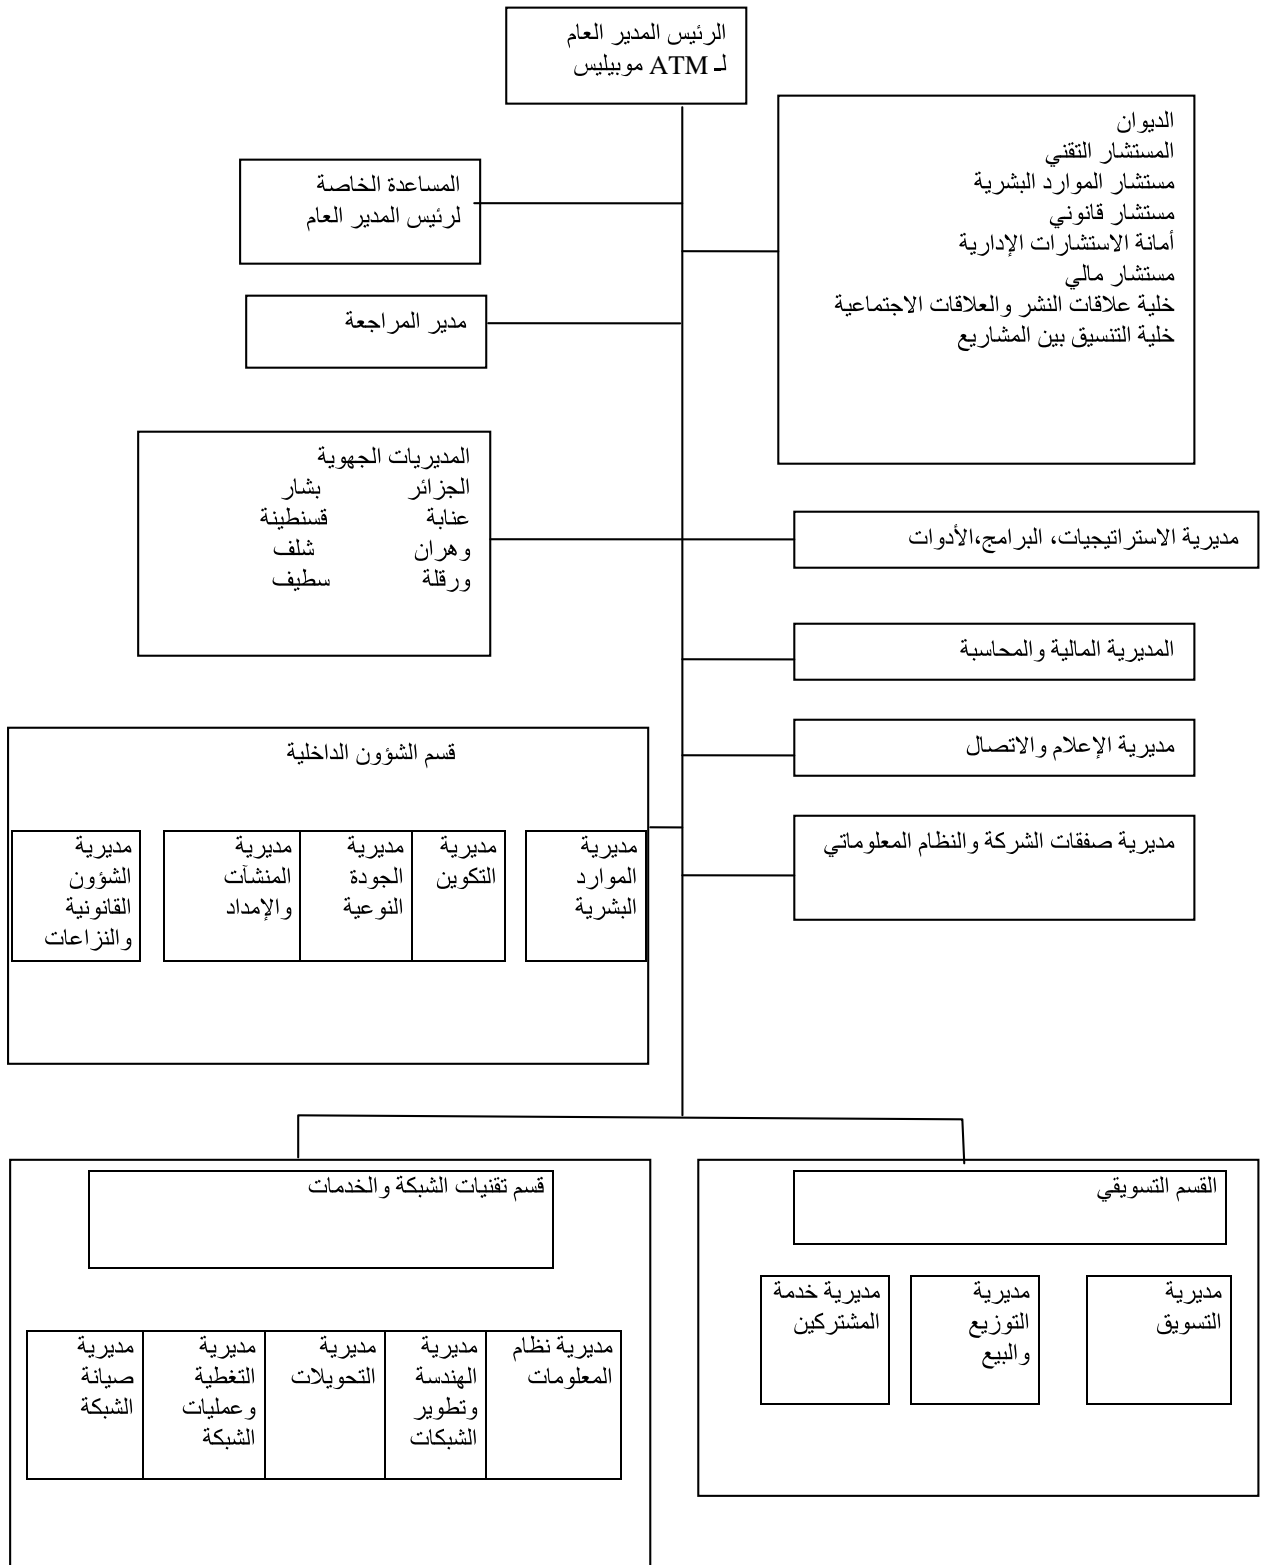 الرئيس المدير العام
لـ ATM موبيليس
الديوان
المستشار التقني
مستشار الموارد البشرية
مستشار قانوني
أمانة الاستشارات الإدارية
مستشار مالي
خلية علاقات النشر والعلاقات الاجتماعية
خلية التنسيق بين المشاريع
المساعدة الخاصة
لرئيس المدير العام
مدير المراجعة
المديريات الجهوية
الجزائر بشار
عنابة قسنطينة
وهران شلف
ورقلة سطيف
مديرية الاستراتيجيات، البرامج،الأدوات
المديرية المالية والمحاسبة
مديرية الإعلام والاتصال
مديرية صفقات الشركة والنظام المعلوماتي
قسم الشؤون الداخلية
مديرية
الموارد
البشرية
مديرية
التكوين
مديرية
الجودة
النوعية
مديرية
المنشآت
والإمداد
مديرية
الشؤون
القانونية
والنزاعات
القسم التسويقي
مديرية
التسويق
مديرية
التوزيع
والبيع
مديرية خدمة
المشتركين
قسم تقنيات الشبكة والخدمات
مديرية نظام
المعلومات
مديرية
الهندسة
وتطوير
الشبكات
مديرية
التحويلات
مديرية
التغطية
وعمليات
الشبكة
مديرية
صيانة
الشبكة